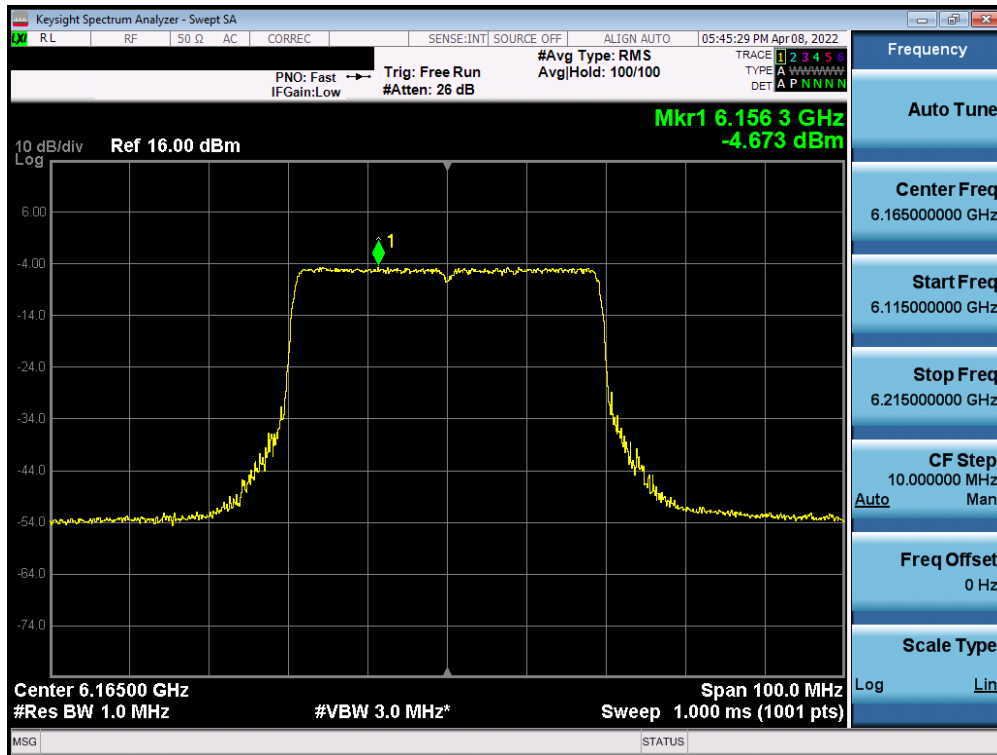 Keysight Spectrum Analyzer - Swept SA
LXI RL RF 50 Ω AC CORREC SENSE:INT SOURCE OFF ALIGN AUTO 05:45:29 PM Apr 08, 2022
PNO: Fast
IFGain:Low
Trig: Free Run
#Atten: 26 dB
#Avg Type: RMS
Avg|Hold: 100/100
TRACE 1 2 3 4 5 6
TYPE A WWWWW
DET A P N N N N
Mkr1 6.156 3 GHz
-4.673 dBm
10 dB/div Ref 16.00 dBm
Log
6.00
1
-4.00
-14.0
-24.0
-34.0
-44.0
-54.0
-64.0
-74.0
Center 6.16500 GHz Span 100.0 MHz
#Res BW 1.0 MHz #VBW 3.0 MHz* Sweep 1.000 ms (1001 pts)
MSG STATUS
Frequency
Auto Tune
Center Freq
6.165000000 GHz
Start Freq
6.115000000 GHz
Stop Freq
6.215000000 GHz
CF Step
10.000000 MHz
Auto Man
Freq Offset
0 Hz
Scale Type
Log Lin